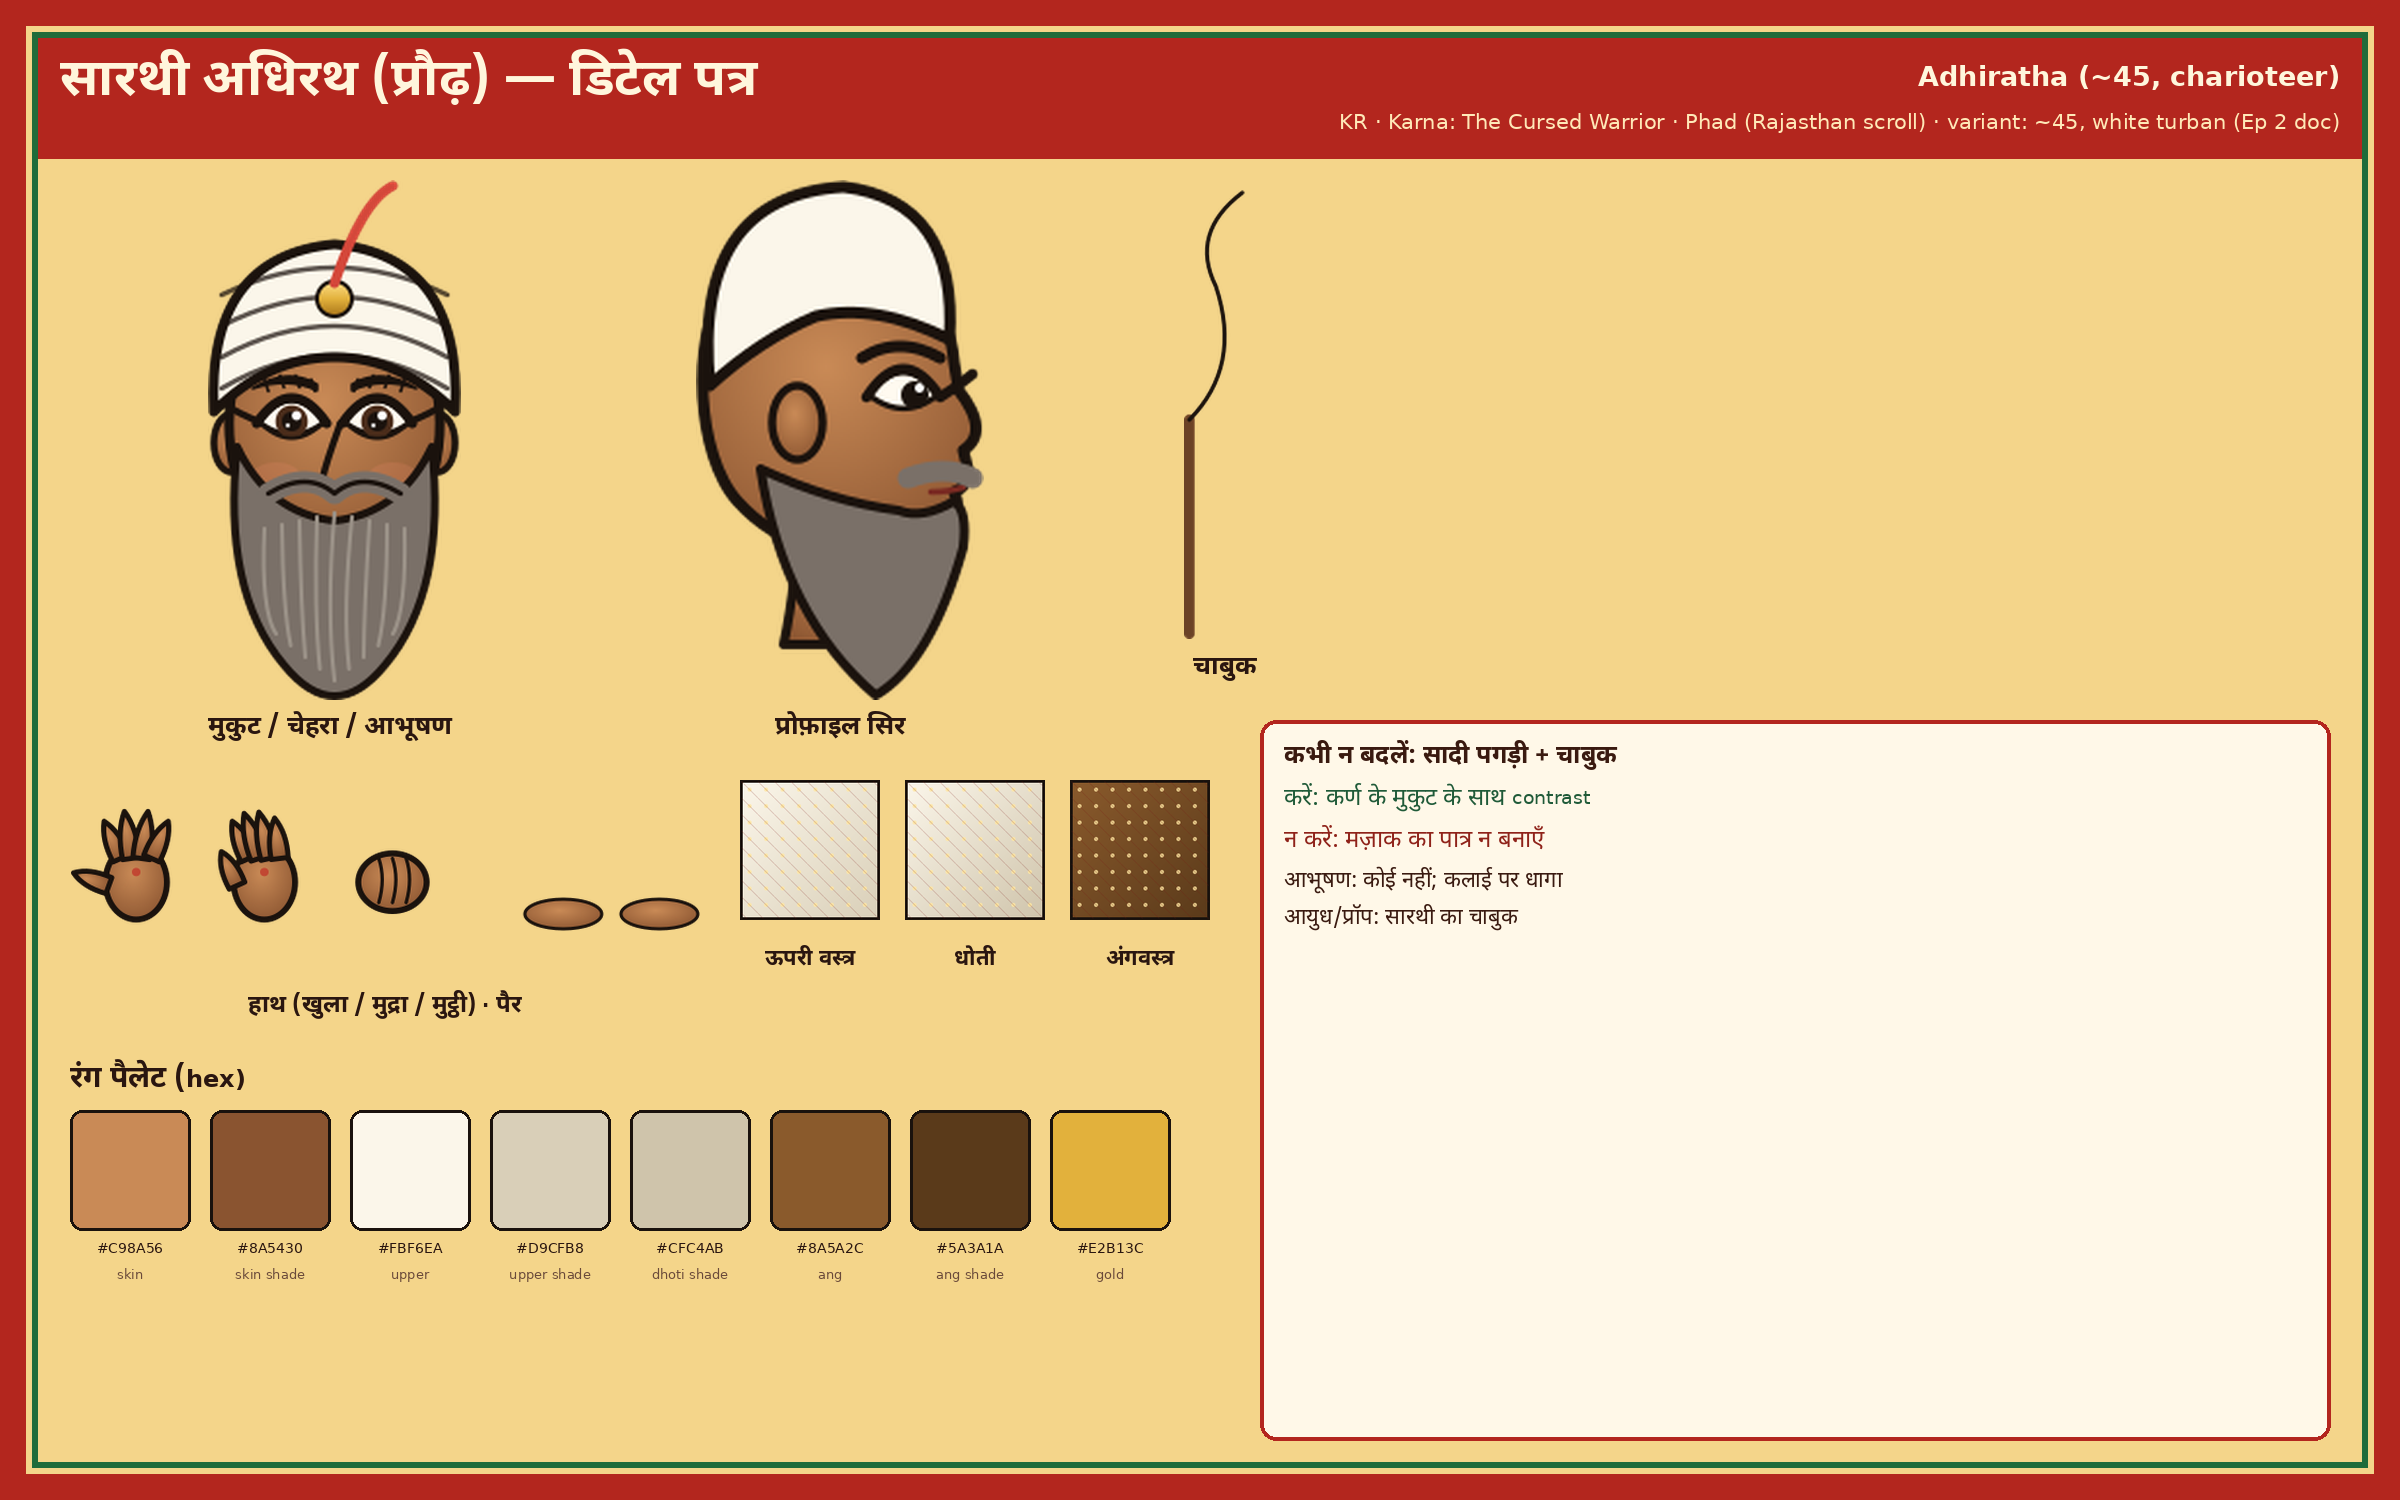 सारथी अधिरथ (प्रौढ़) — डिटेल पत्र
Adhiratha (~45, charioteer)
KR · Karna: The Cursed Warrior · Phad (Rajasthan scroll) · variant: ~45, white turban (Ep 2 doc)
चाबुक
मुकुट / चेहरा / आभूषण
प्रोफ़ाइल सिर
कभी न बदलें: सादी पगड़ी + चाबुक
करें: कर्ण के मुकुट के साथ contrast
न करें: मज़ाक का पात्र न बनाएँ
आभूषण: कोई नहीं; कलाई पर धागा
आयुध/प्रॉप: सारथी का चाबुक
ऊपरी वस्त्र
धोती
अंगवस्त्र
हाथ (खुला / मुद्रा / मुट्ठी) · पैर
रंग पैलेट (hex)
#C98A56
#8A5430
#FBF6EA
#D9CFB8
#CFC4AB
#8A5A2C
#5A3A1A
#E2B13C
skin
skin shade
upper
upper shade
dhoti shade
ang
ang shade
gold